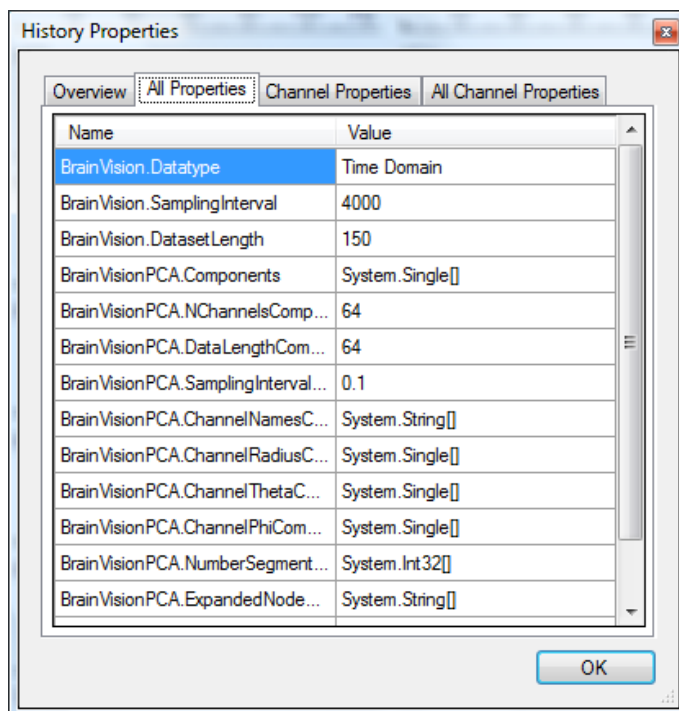 History Properties
Overview All Properties Channel Properties All Channel Properties
Name Value
BrainVision.Datatype Time Domain
BrainVision.SamplingInterval 4000
BrainVision.DatasetLength 150
BrainVisionPCA.Components System.Single[]
BrainVisionPCA.NChannelsComp... 64
BrainVisionPCA.DataLengthCom... 64
BrainVisionPCA.SamplingInterval... 0.1
BrainVisionPCA.ChannelNamesC... System.String[]
BrainVisionPCA.ChannelRadiusC... System.Single[]
BrainVisionPCA.ChannelThetaC... System.Single[]
BrainVisionPCA.ChannelPhiCom... System.Single[]
BrainVisionPCA.NumberSegment... System.Int32[]
BrainVisionPCA.ExpandedNode... System.String[]
OK